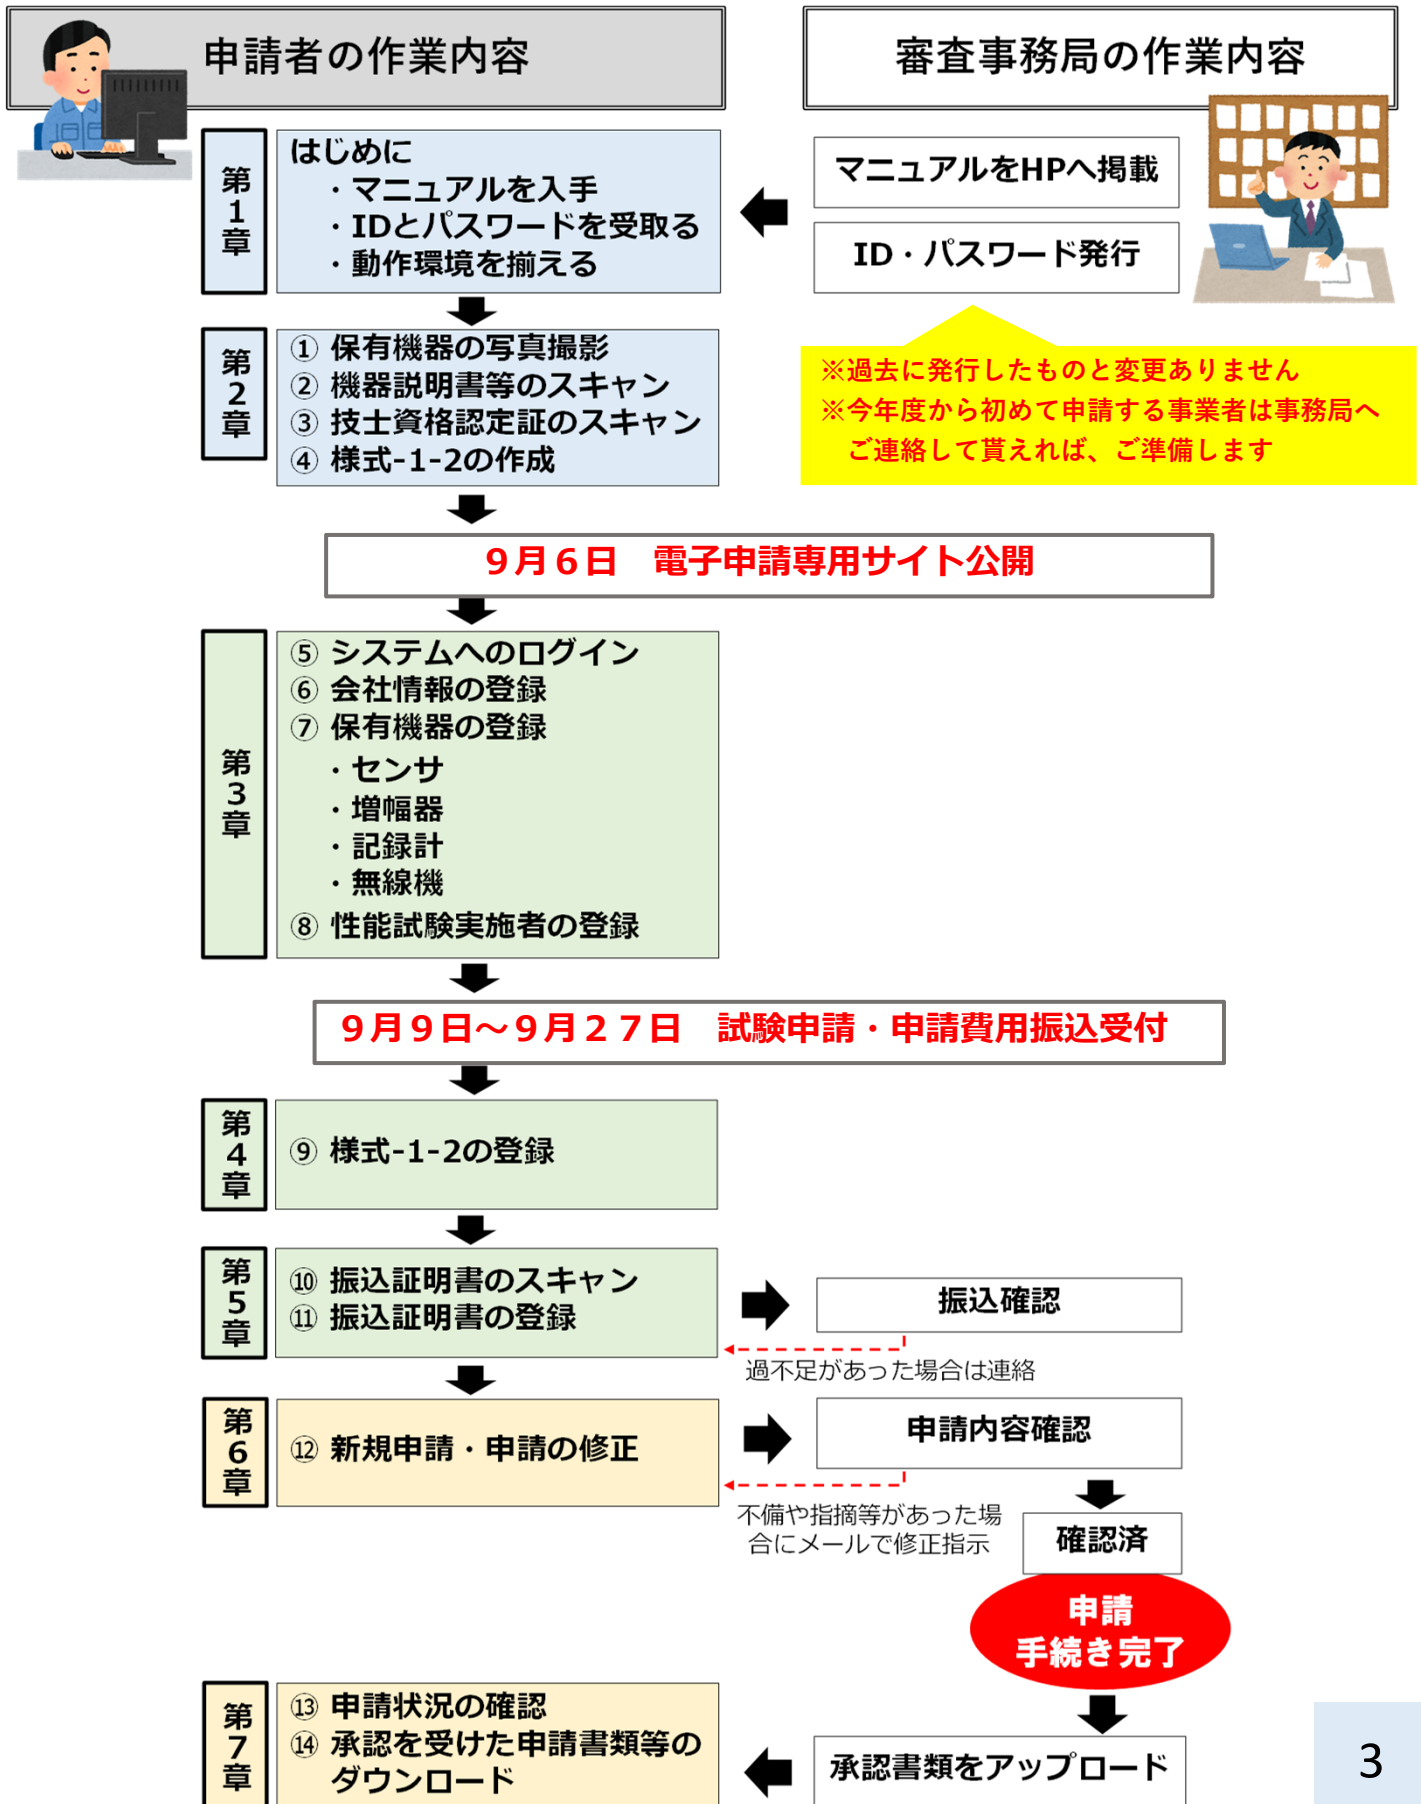 申請者の作業内容
審査事務局の作業内容
第1章
はじめに
・マニュアルを入手
・IDとパスワードを受取る
・動作環境を揃える
マニュアルをHPへ掲載
ID・パスワード発行
※過去に発行したものと変更ありません
※今年度から初めて申請する事業者は事務局へ
ご連絡して貰えれば、ご準備します
第2章
① 保有機器の写真撮影
② 機器説明書等のスキャン
③ 技士資格認定証のスキャン
④ 様式-1-2の作成
９月６日　電子申請専用サイト公開
第3章
⑤ システムへのログイン
⑥ 会社情報の登録
⑦ 保有機器の登録
・センサ
・増幅器
・記録計
・無線機
⑧ 性能試験実施者の登録
９月９日～９月２７日　試験申請・申請費用振込受付
第4章
⑨ 様式-1-2の登録
第5章
⑩ 振込証明書のスキャン
⑪ 振込証明書の登録
振込確認
過不足があった場合は連絡
第6章
⑫ 新規申請・申請の修正
申請内容確認
不備や指摘等があった場
合にメールで修正指示
確認済
申請
手続き完了
第7章
⑬ 申請状況の確認
⑭ 承認を受けた申請書類等の
ダウンロード
承認書類をアップロード
3